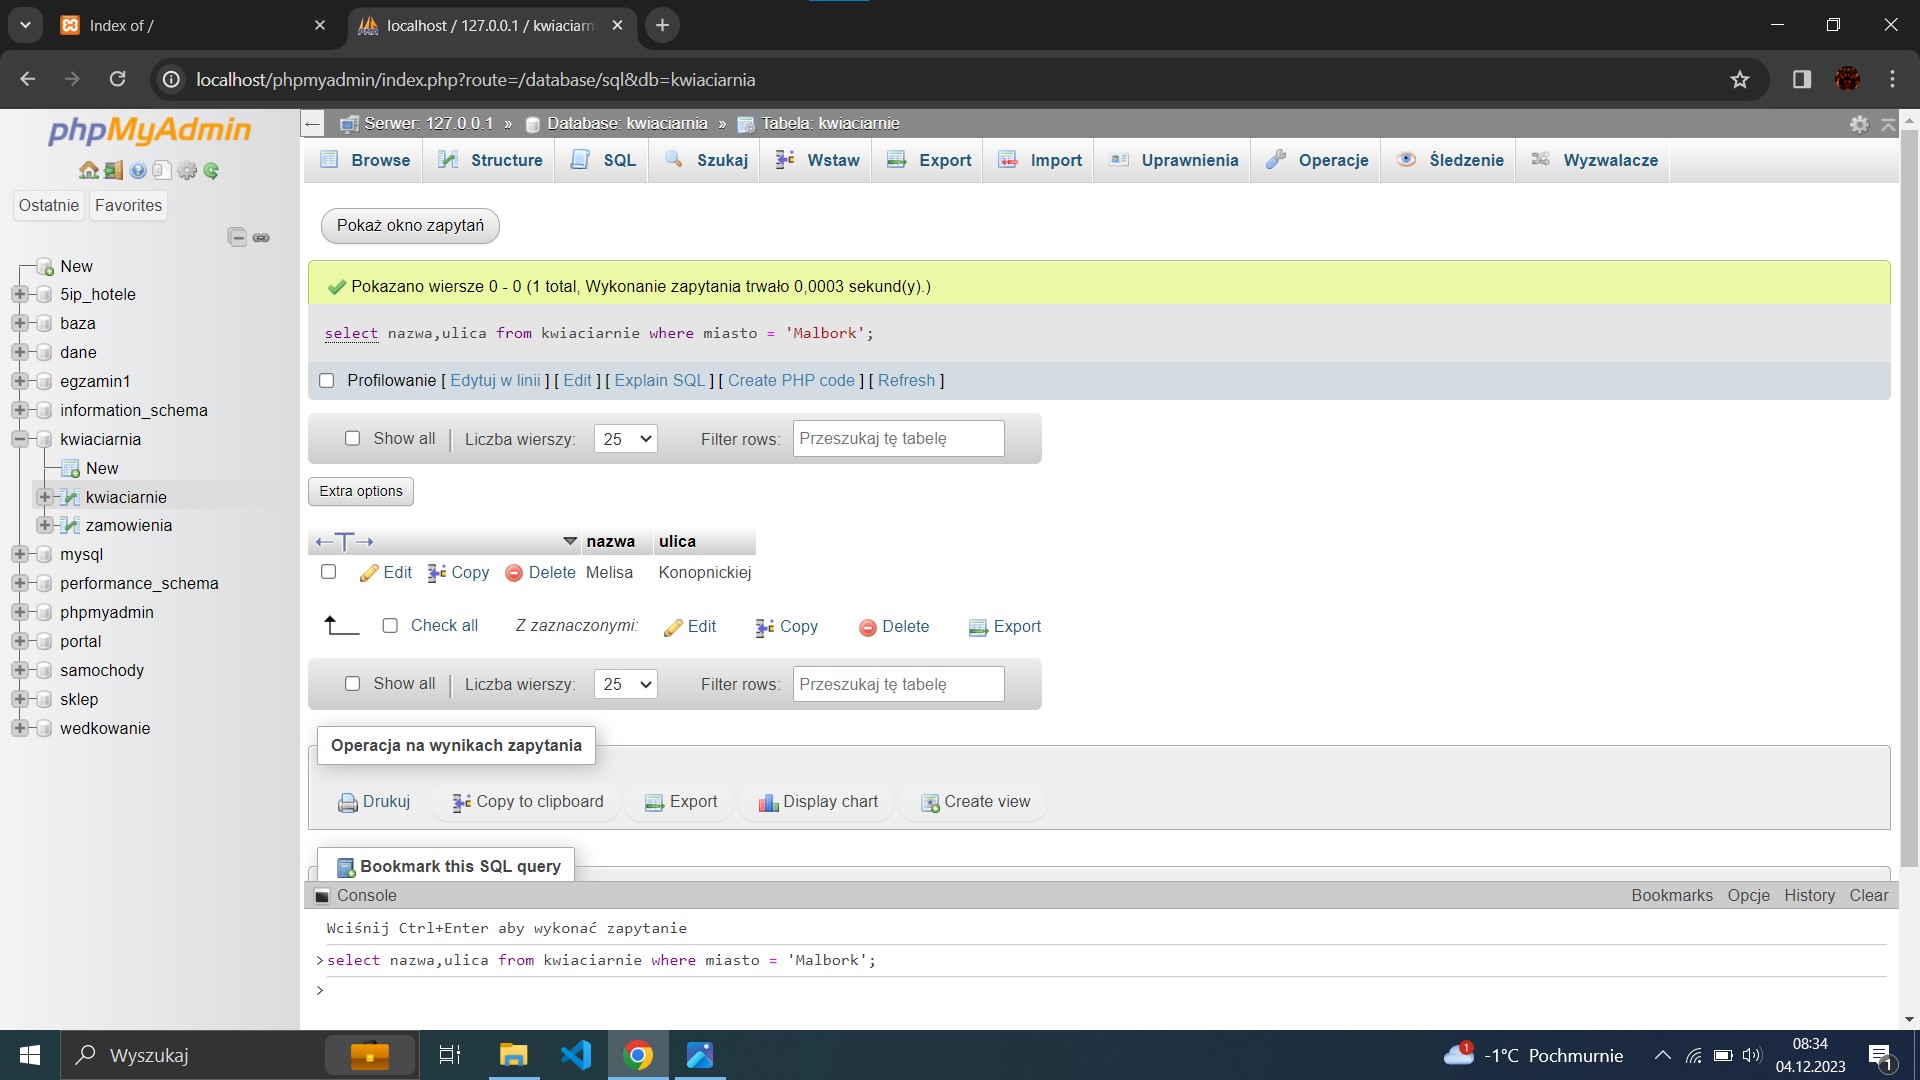 Index of /
localhost / 127.0.0.1 / kwiaciarn
localhost/phpmyadmin/index.php?route=/database/sql&db=kwiaciarnia
phpMyAdmin
Ostatnie Favorites
New
5ip_hotele
baza
dane
egzamin1
information_schema
kwiaciarnia
New
kwiaciarnie
zamowienia
mysql
performance_schema
phpmyadmin
portal
samochody
sklep
wedkowanie
← Serwer: 127.0.0.1 » Database: kwiaciarnia » Tabela: kwiaciarnie
Browse Structure SQL Szukaj Wstaw Export Import Uprawnienia Operacje Śledzenie Wyzwalacze
Pokaż okno zapytań
Pokazano wiersze 0 - 0 (1 total, Wykonanie zapytania trwało 0,0003 sekund(y).)
select nazwa,ulica from kwiaciarnie where miasto = 'Malbork';
Profilowanie [ Edytuj w linii ] [ Edit ] [ Explain SQL ] [ Create PHP code ] [ Refresh ]
Show all | Liczba wierszy: 25 Filter rows: Przeszukaj tę tabelę
Extra options
←T→ nazwa ulica
Edit Copy Delete Melisa Konopnickiej
Check all Z zaznaczonymi: Edit Copy Delete Export
Show all | Liczba wierszy: 25 Filter rows: Przeszukaj tę tabelę
Operacja na wynikach zapytania
Drukuj Copy to clipboard Export Display chart Create view
Bookmark this SQL query
Console Bookmarks Opcje History Clear
Wciśnij Ctrl+Enter aby wykonać zapytanie
>select nazwa,ulica from kwiaciarnie where miasto = 'Malbork';
>
Wyszukaj
1 -1°C Pochmurnie
08:34
04.12.2023
1